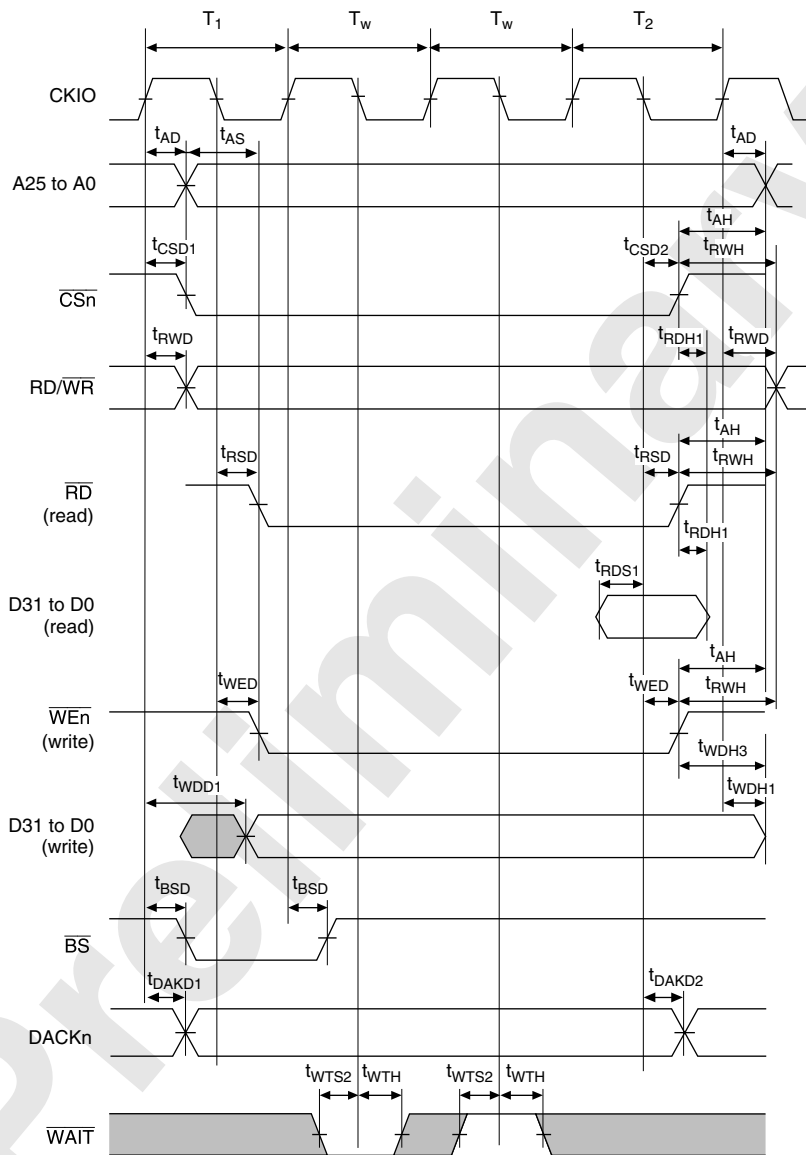 T1 Tw Tw T2
CKIO
tAD tAS tAD
A25 to A0
tAH
tCSD1 tCSD2 tRWH
CSn
tRWD tRDH1 tRWD
RD/WR
tAH
tRSD tRSD tRWH
RD
(read)
tRDH1
tRDS1
D31 to D0
(read)
tAH
tWED tWED tRWH
WEn
(write)
tWDH3
tWDD1 tWDH1
D31 to D0
(write)
tBSD tBSD
BS
tDAKD1 tDAKD2
DACKn
tWTS2 tWTH tWTS2 tWTH
WAIT
Preliminary